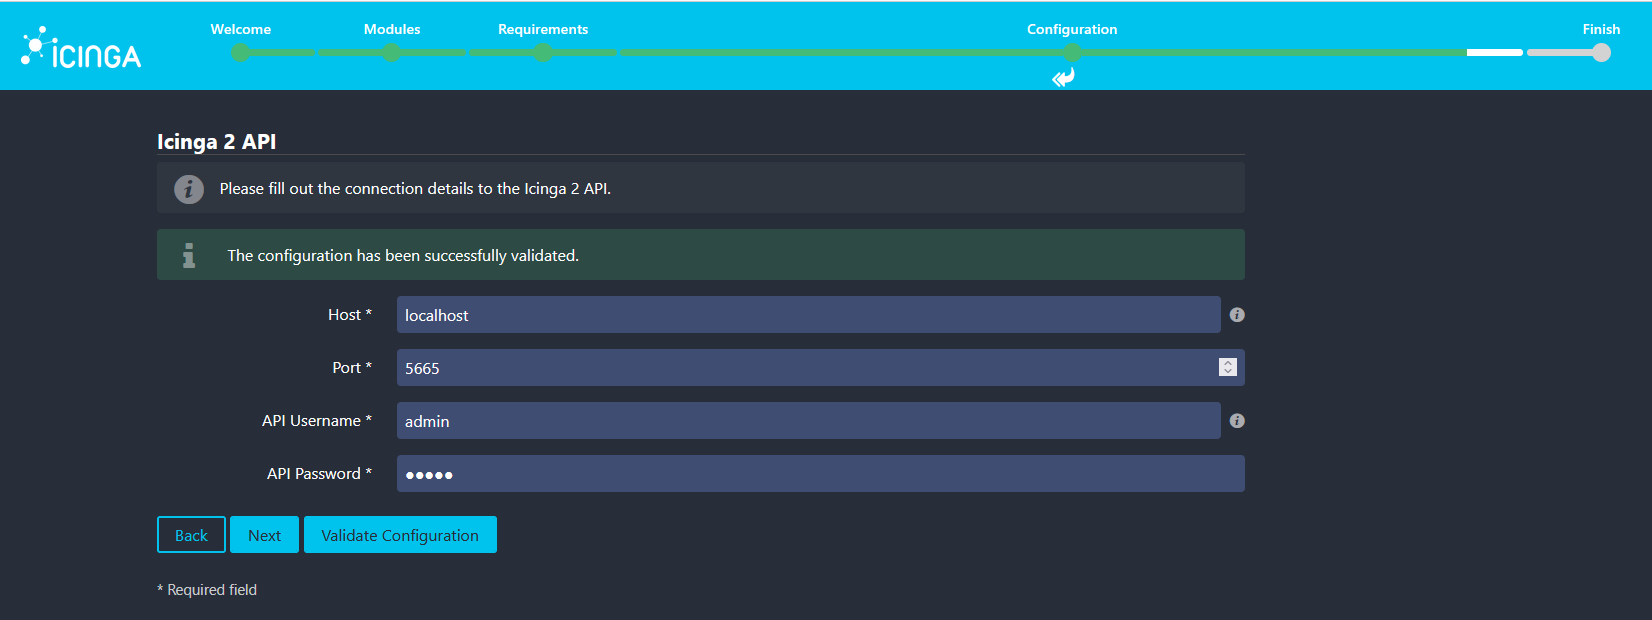 Welcome Modules Requirements Configuration Finish
ICINGA
Icinga 2 API
Please fill out the connection details to the Icinga 2 API.
The configuration has been successfully validated.
Host * localhost
Port * 5665
API Username * admin
API Password * •••••
Back Next Validate Configuration
* Required field